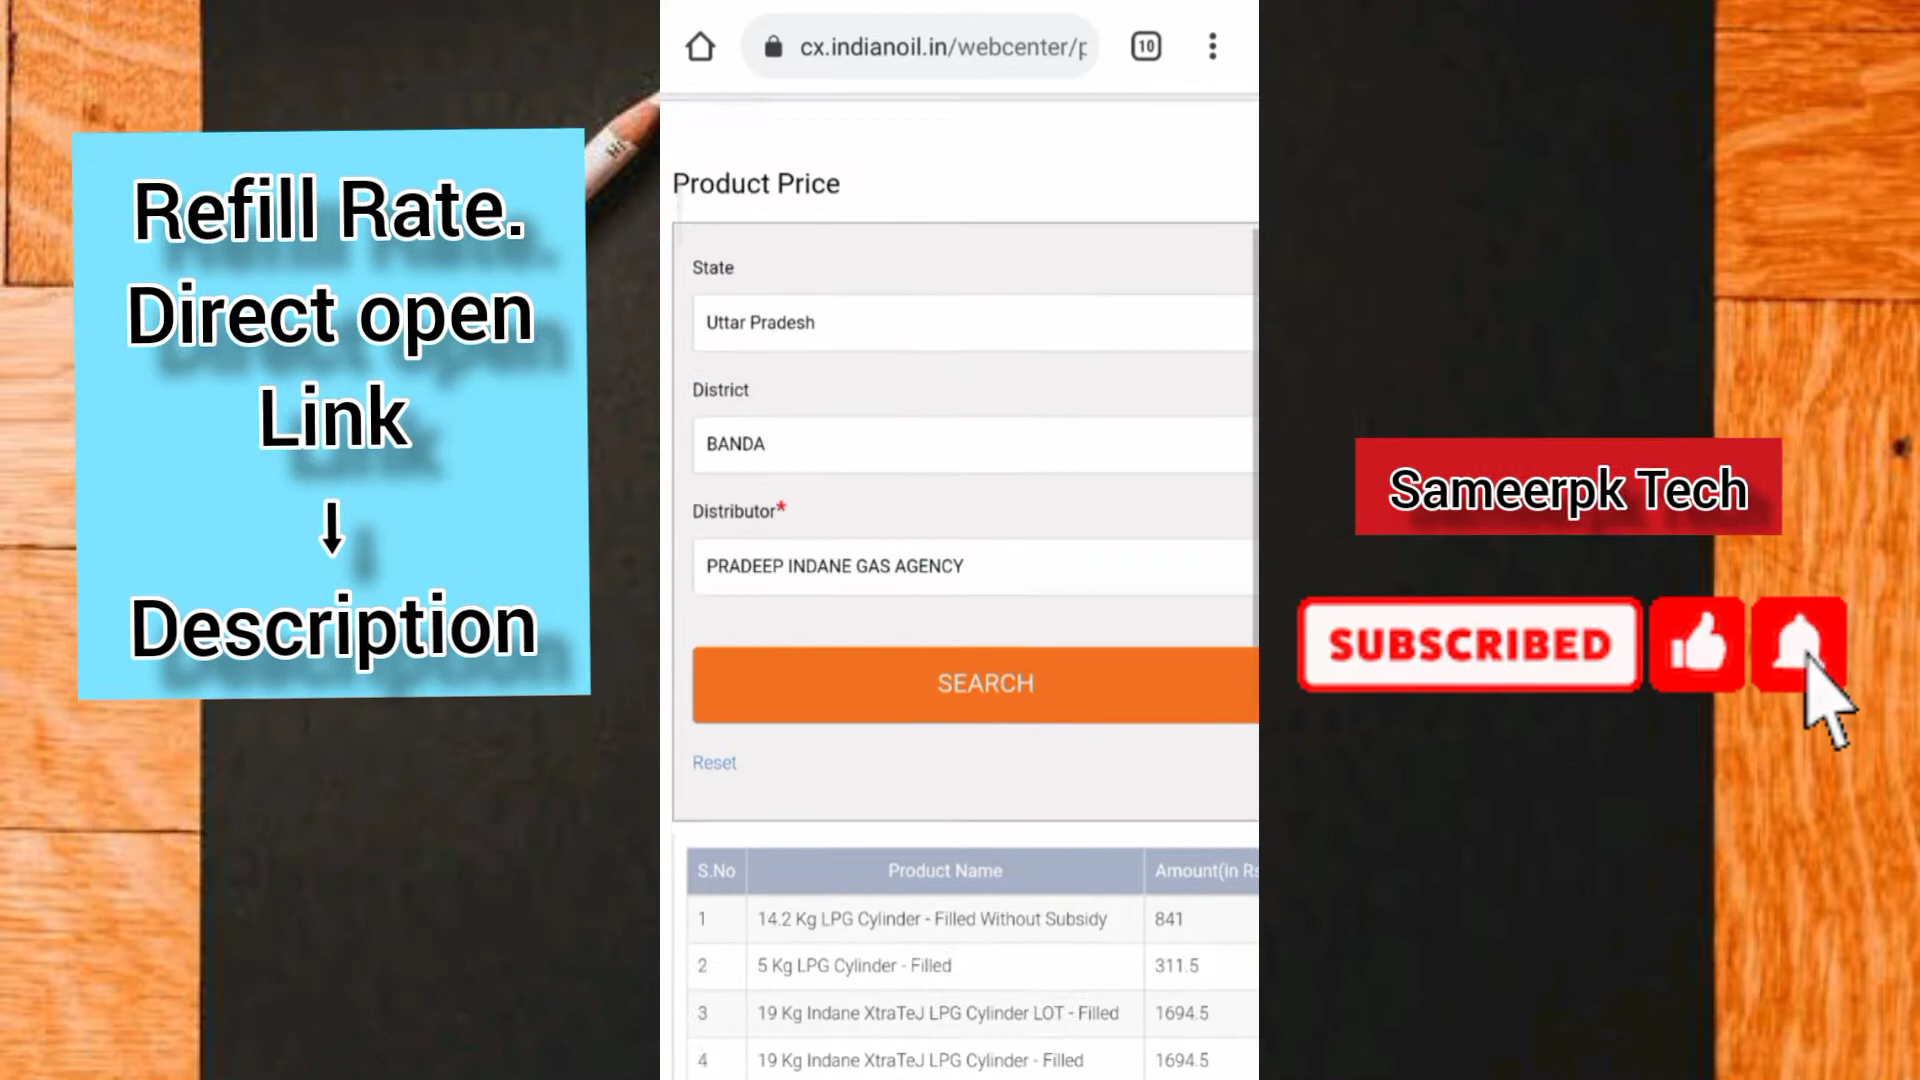 Refill Rate.
Direct open
Link
↓
Description
10
cx.indianoil.in/webcenter/p
Product Price
State
Uttar Pradesh
District
BANDA
Distributor*
PRADEEP INDANE GAS AGENCY
SEARCH
Reset
S.No Product Name Amount(in Rs
1 14.2 Kg LPG Cylinder - Filled Without Subsidy 841
2 5 Kg LPG Cylinder - Filled 311.5
3 19 Kg Indane XtraTeJ LPG Cylinder LOT - Filled 1694.5
4 19 Kg Indane XtraTeJ LPG Cylinder - Filled 1694.5
Sameerpk Tech
SUBSCRIBED